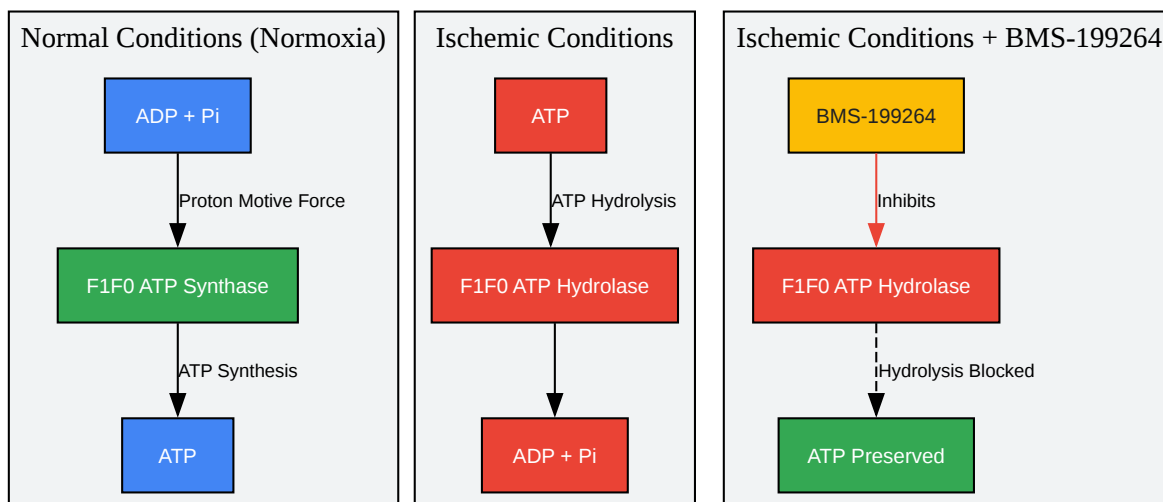 Normal Conditions (Normoxia)
ADP + Pi
Proton Motive Force
F1F0 ATP Synthase
ATP Synthesis
ATP
Ischemic Conditions
ATP
ATP Hydrolysis
F1F0 ATP Hydrolase
ADP + Pi
Ischemic Conditions + BMS-199264
BMS-199264
Inhibits
F1F0 ATP Hydrolase
Hydrolysis Blocked
ATP Preserved